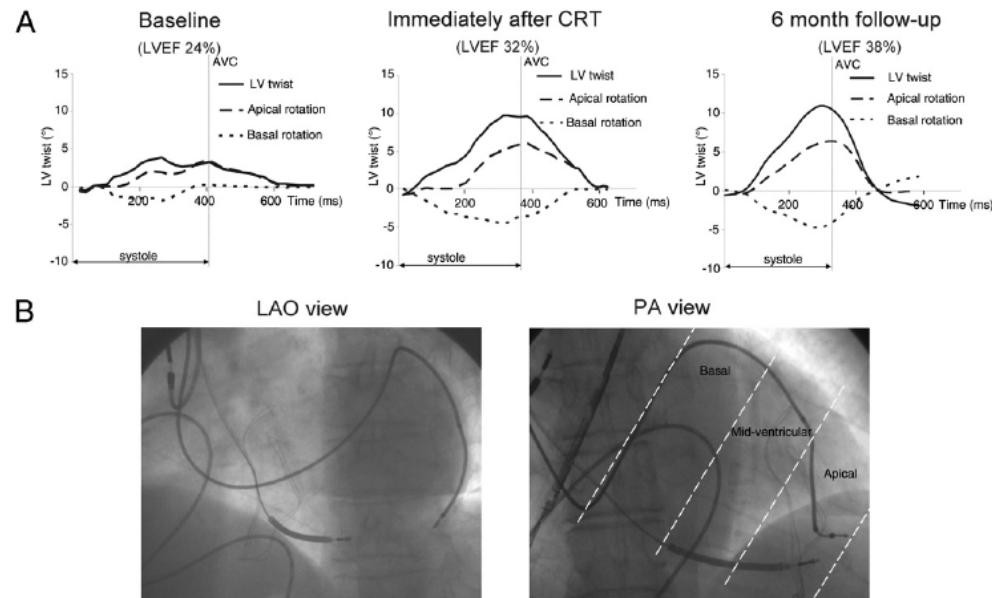 A
Baseline
(LVEF 24%)
15
10
5
0
-5
-10
LV twist (°)
AVC
LV twist
Apical rotation
Basal rotation
200
400
600
Time (ms)
systole
Immediately after CRT
(LVEF 32%)
15
10
5
0
-5
-10
LV twist (°)
AVC
LV twist
Apical rotation
Basal rotation
200
400
600
Time (ms)
systole
6 month follow-up
(LVEF 38%)
15
10
5
0
-5
-10
LV twist (°)
AVC
LV twist
Apical rotation
Basal rotation
200
400
600
Time (ms)
systole
B
LAO view
PA view
Basal
Mid-ventricular
Apical